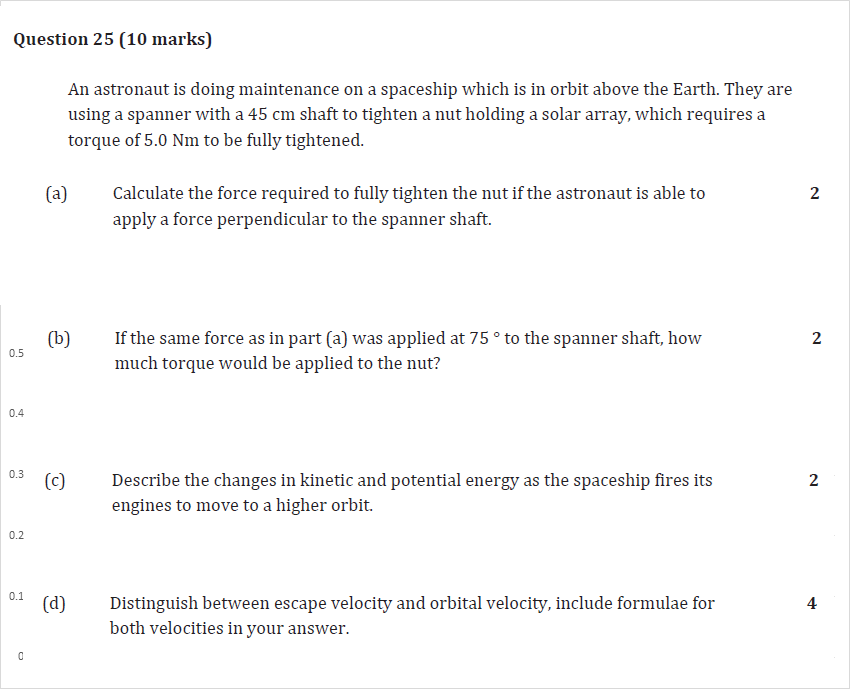 Question 25 (10 marks)
An astronaut is doing maintenance on a spaceship which is in orbit above the Earth. They are
using a spanner with a 45 cm shaft to tighten a nut holding a solar array, which requires a
torque of 5.0 Nm to be fully tightened.
(a) Calculate the force required to fully tighten the nut if the astronaut is able to 2
apply a force perpendicular to the spanner shaft.
(b) If the same force as in part (a) was applied at 75 ° to the spanner shaft, how 2
0.5
much torque would be applied to the nut?
0.4
0.3
(c) Describe the changes in kinetic and potential energy as the spaceship fires its 2
engines to move to a higher orbit.
0.2
0.1
(d) Distinguish between escape velocity and orbital velocity, include formulae for 4
both velocities in your answer.
0